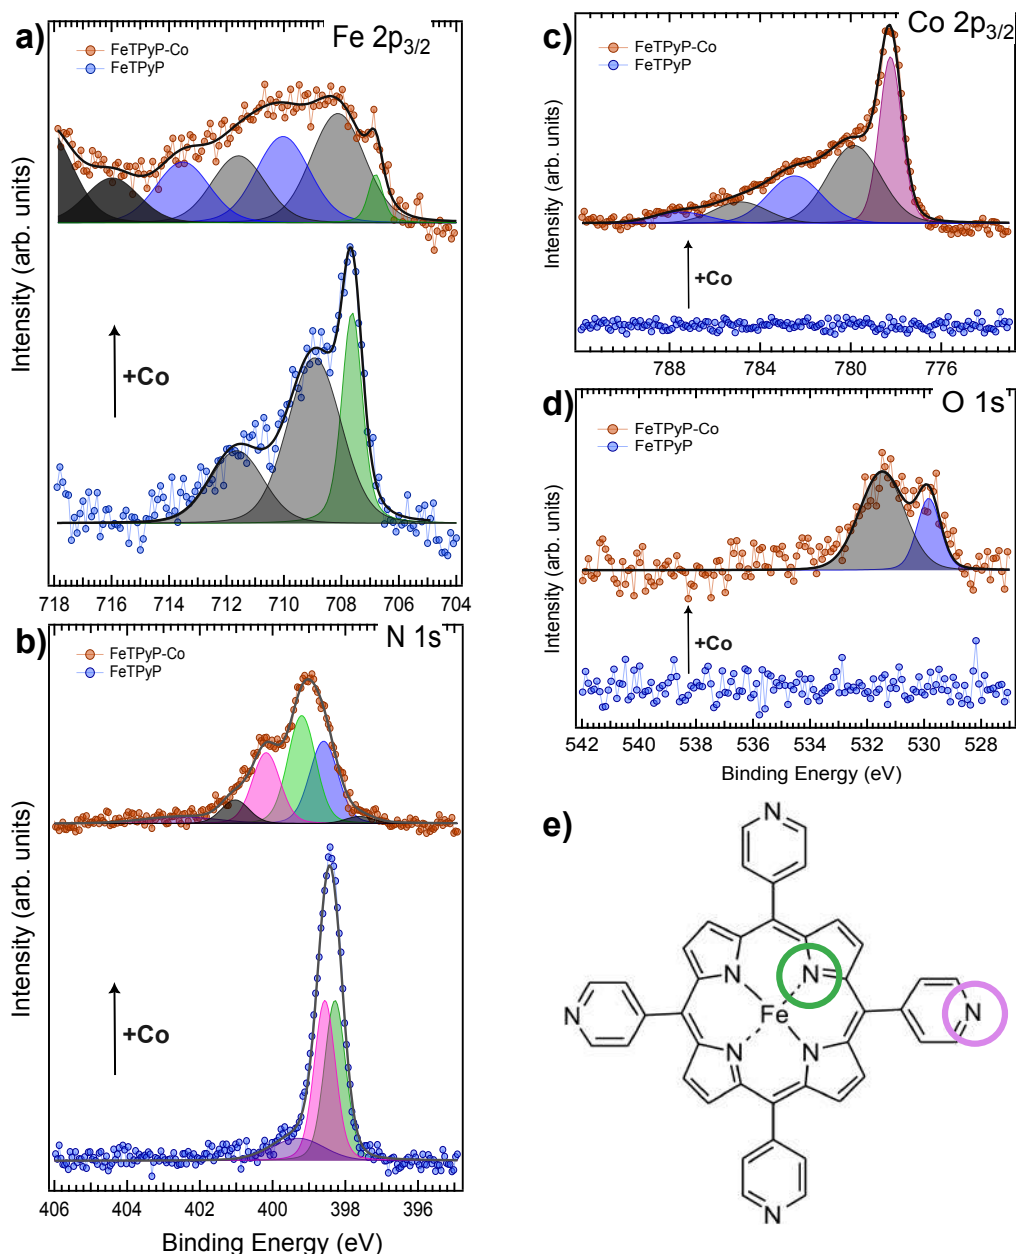 a)
Fe 2p3/2
FeTPyP-Co
FeTPyP
Intensity (arb. units)
+Co
718 716 714 712 710 708 706 704
b)
N 1s
FeTPyP-Co
FeTPyP
Intensity (arb. units)
+Co
406 404 402 400 398 396
Binding Energy (eV)
c)
Co 2p3/2
FeTPyP-Co
FeTPyP
Intensity (arb. units)
+Co
788 784 780 776
d)
O 1s
FeTPyP-Co
FeTPyP
Intensity (arb. units)
+Co
542 540 538 536 534 532 530 528
Binding Energy (eV)
e)
N
N N
N Fe N
N N
N